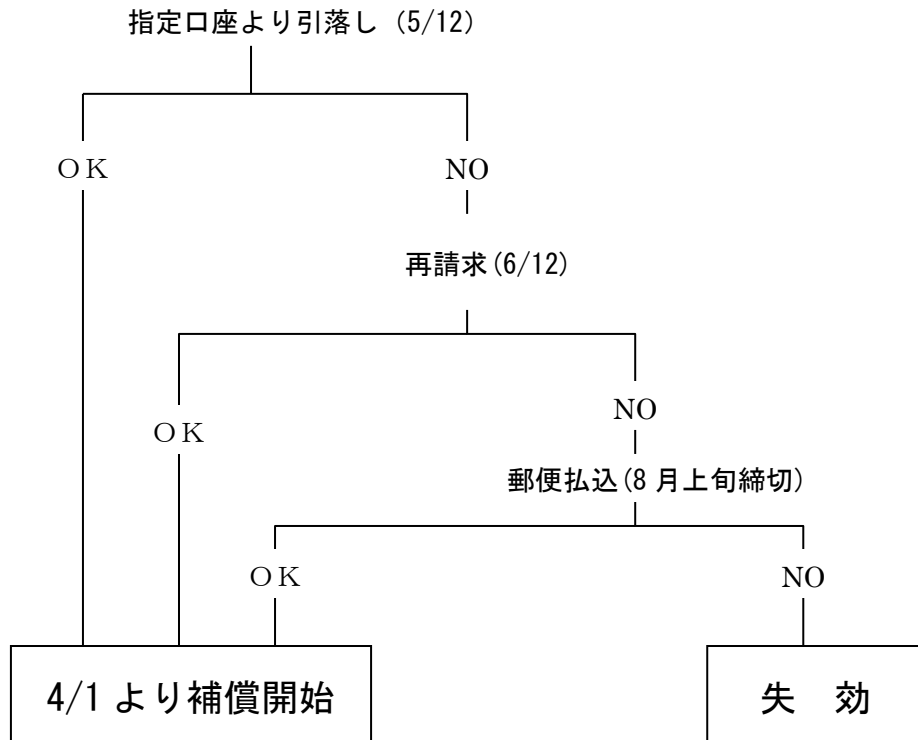 指定口座より引落し (5/12)
ＯＫ
NO
再請求(6/12)
ＯＫ
NO
郵便払込(8月上旬締切)
ＯＫ
NO
4/1より補償開始
失　効